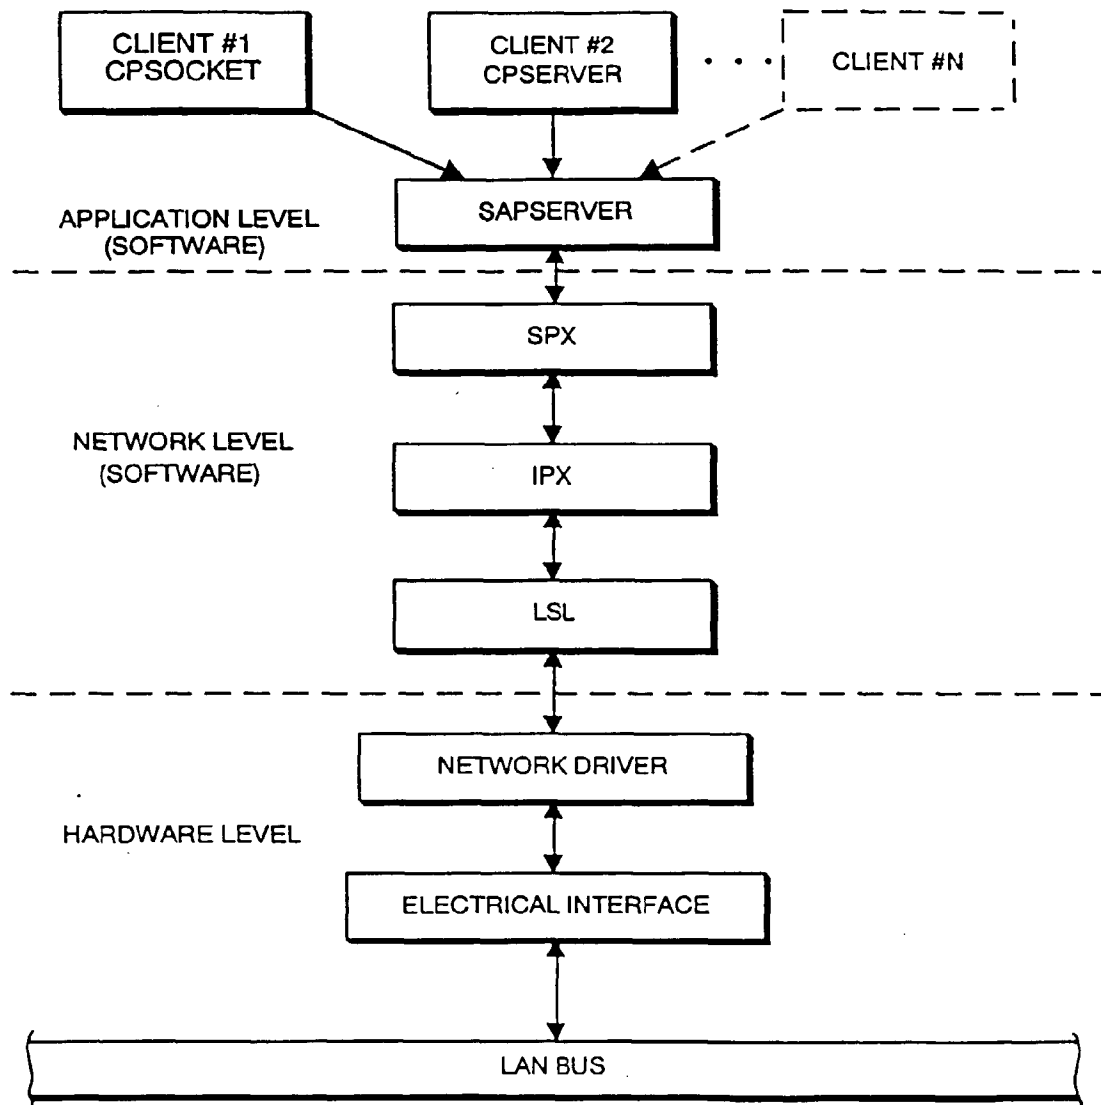 CLIENT #1
CPSOCKET
CLIENT #2
CPSERVER
CLIENT #N
SAPSERVER
APPLICATION LEVEL
(SOFTWARE)
SPX
NETWORK LEVEL
(SOFTWARE)
IPX
LSL
NETWORK DRIVER
HARDWARE LEVEL
ELECTRICAL INTERFACE
LAN BUS